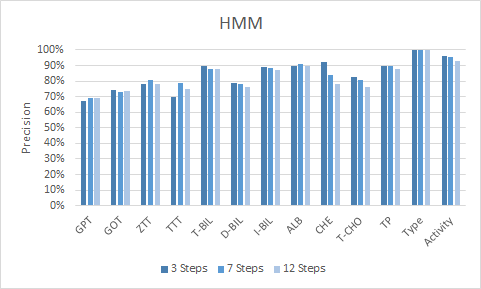 HMM
100%
90%
80%
70%
60%
50%
40%
30%
20%
10%
0%
Precision
GPT
GOT
ZTT
TTT
T-BIL
D-BIL
I-BIL
ALB
CHE
T-CHO
TP
Type
Activity
3 Steps
7 Steps
12 Steps